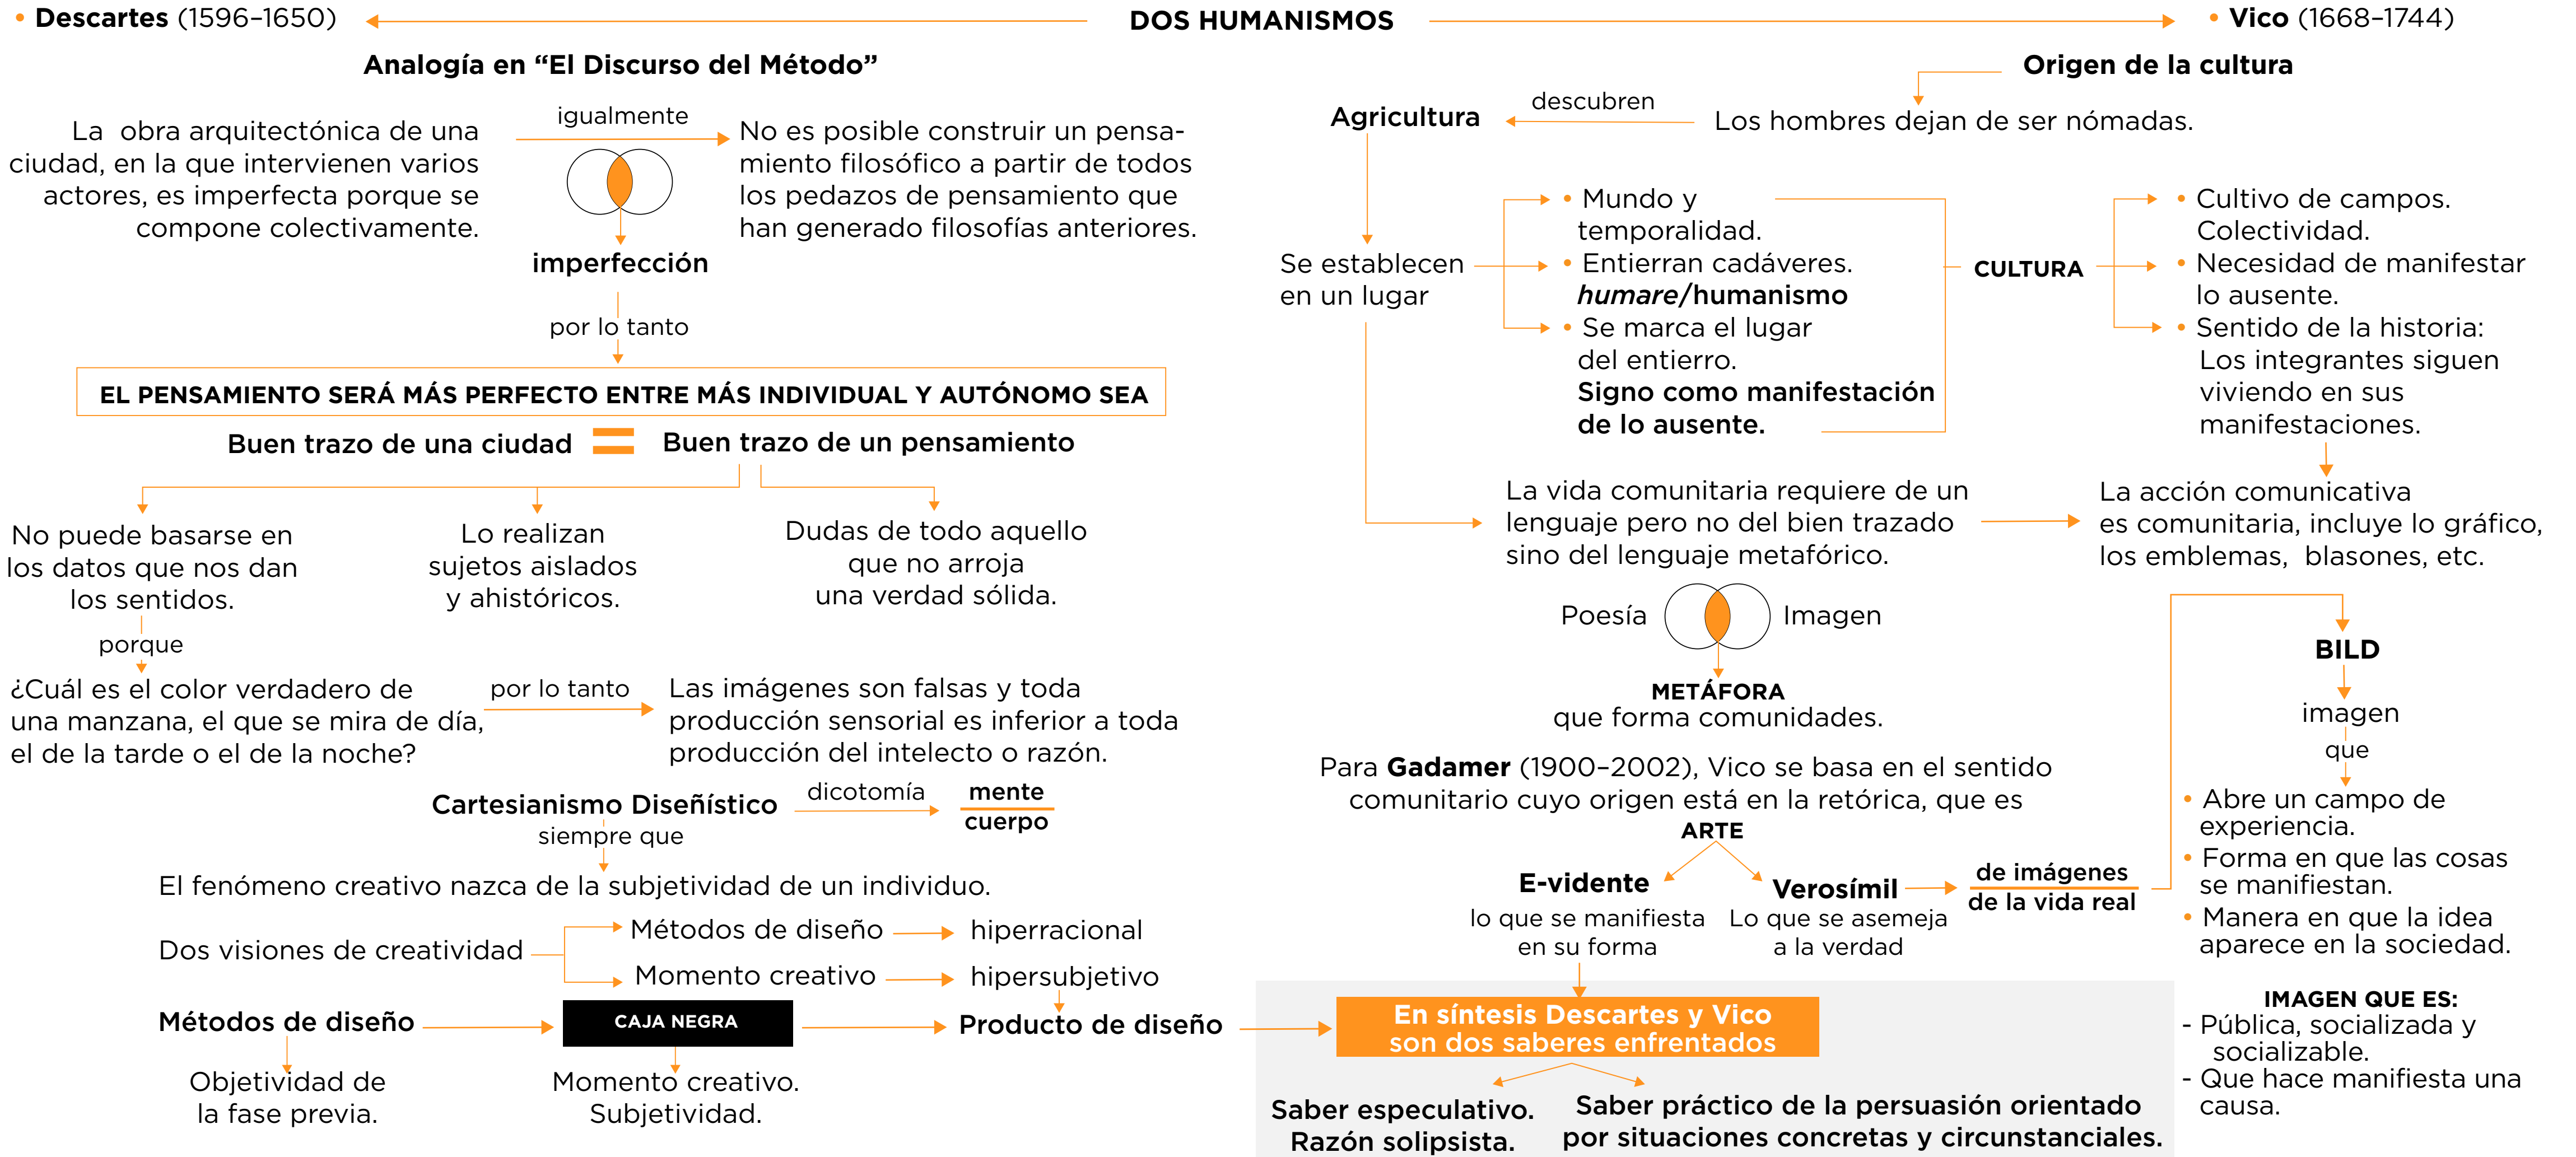 • Descartes (1596–1650)
DOS HUMANISMOS
• Vico (1668–1744)
Analogía en “El Discurso del Método”
La obra arquitectónica de una
ciudad, en la que intervienen varios
actores, es imperfecta porque se
compone colectivamente.
igualmente
No es posible construir un pensa-
miento filosófico a partir de todos
los pedazos de pensamiento que
han generado filosofías anteriores.
imperfección
por lo tanto
EL PENSAMIENTO SERÁ MÁS PERFECTO ENTRE MÁS INDIVIDUAL Y AUTÓNOMO SEA
Buen trazo de una ciudad = Buen trazo de un pensamiento
No puede basarse en
los datos que nos dan
los sentidos.
Lo realizan
sujetos aislados
y ahistóricos.
Dudas de todo aquello
que no arroja
una verdad sólida.
porque
¿Cuál es el color verdadero de
una manzana, el que se mira de día,
el de la tarde o el de la noche?
por lo tanto
Las imágenes son falsas y toda
producción sensorial es inferior a toda
producción del intelecto o razón.
Cartesianismo Diseñístico
dicotomía
mente
cuerpo
siempre que
El fenómeno creativo nazca de la subjetividad de un individuo.
Dos visiones de creatividad
Métodos de diseño
hiperracional
Momento creativo
hipersubjetivo
Métodos de diseño
CAJA NEGRA
Producto de diseño
Objetividad de
la fase previa.
Momento creativo.
Subjetividad.
Origen de la cultura
Los hombres dejan de ser nómadas.
descubren
Agricultura
Se establecen
en un lugar
• Mundo y
temporalidad.
• Entierran cadáveres.
humare/humanismo
• Se marca el lugar
del entierro.
Signo como manifestación
de lo ausente.
CULTURA
• Cultivo de campos.
Colectividad.
• Necesidad de manifestar
lo ausente.
• Sentido de la historia:
Los integrantes siguen
viviendo en sus
manifestaciones.
La vida comunitaria requiere de un
lenguaje pero no del bien trazado
sino del lenguaje metafórico.
La acción comunicativa
es comunitaria, incluye lo gráfico,
los emblemas, blasones, etc.
Poesía
Imagen
METÁFORA
que forma comunidades.
Para Gadamer (1900–2002), Vico se basa en el sentido
comunitario cuyo origen está en la retórica, que es
ARTE
E-vidente
lo que se manifiesta
en su forma
Verosímil
Lo que se asemeja
a la verdad
de imágenes
de la vida real
BILD
imagen
que
• Abre un campo de
experiencia.
• Forma en que las cosas
se manifiestan.
• Manera en que la idea
aparece en la sociedad.
IMAGEN QUE ES:
- Pública, socializada y
socializable.
- Que hace manifiesta una
causa.
En síntesis Descartes y Vico
son dos saberes enfrentados
Saber especulativo.
Razón solipsista.
Saber práctico de la persuasión orientado
por situaciones concretas y circunstanciales.